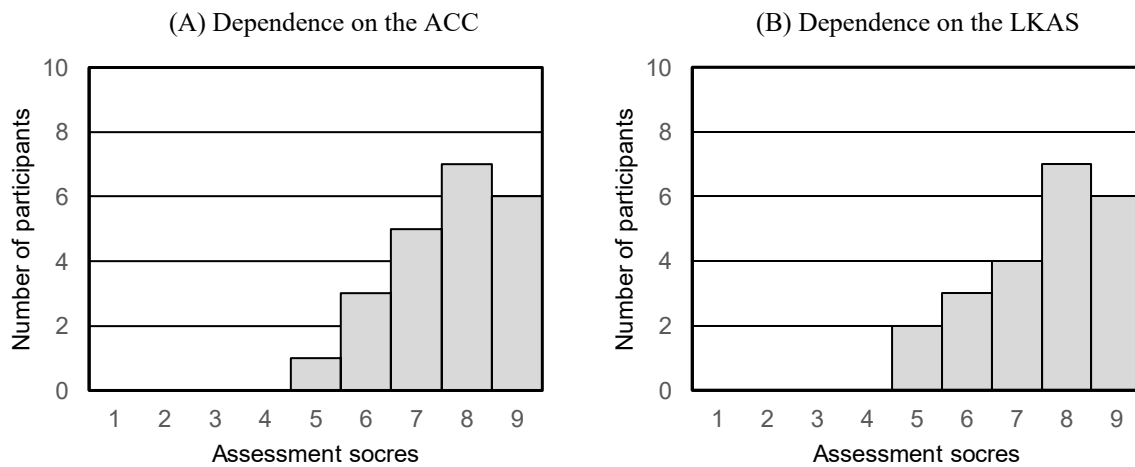 (A) Dependence on the ACC
10
8
6
4
2
0
Number of participants
1 2 3 4 5 6 7 8 9
Assessment socres
(B) Dependence on the LKAS
10
8
6
4
2
0
Number of participants
1 2 3 4 5 6 7 8 9
Assessment socres